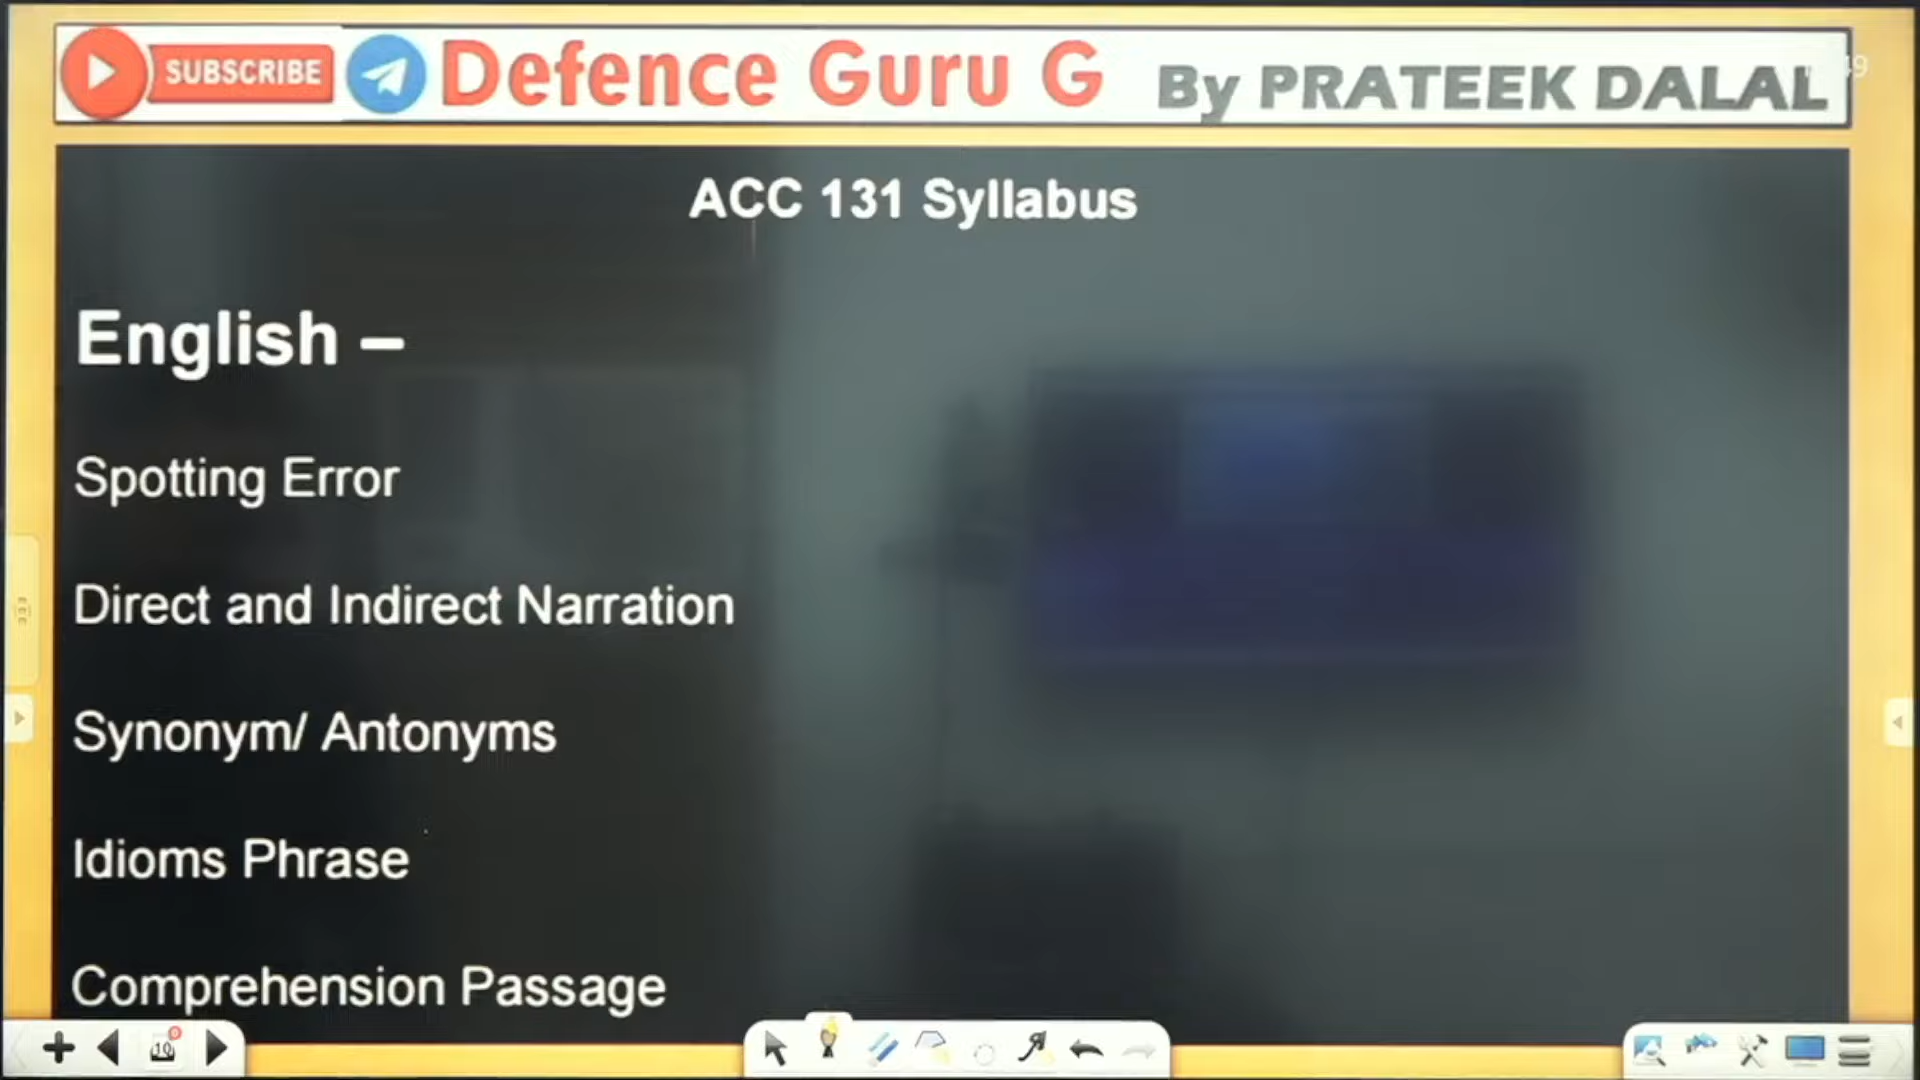 SUBSCRIBE Defence Guru G By PRATEEK DALAL
ACC 131 Syllabus
English –
Spotting Error
Direct and Indirect Narration
Synonym/ Antonyms
Idioms Phrase
Comprehension Passage
10